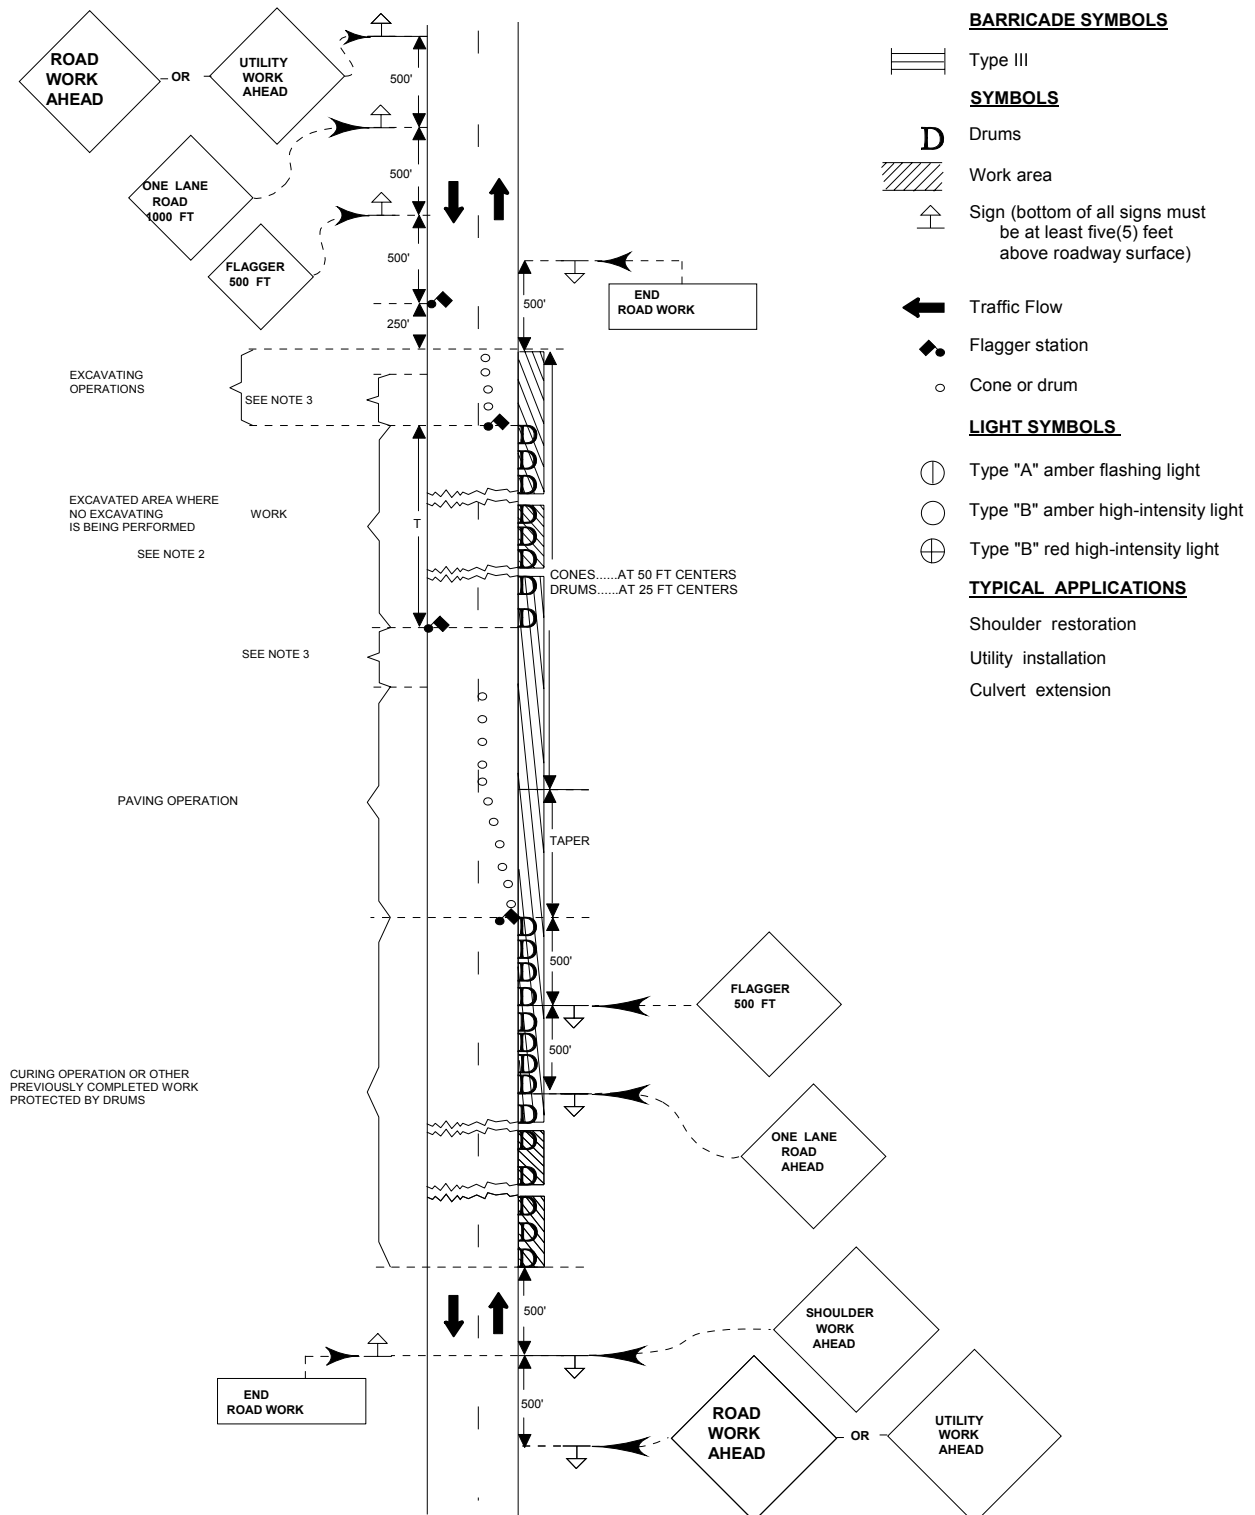 ROAD
WORK
AHEAD
OR
UTILITY
WORK
AHEAD
500'
ONE LANE
ROAD
1000 FT
500'
FLAGGER
500 FT
500'
250'
500'
END
ROAD WORK
EXCAVATING
OPERATIONS
SEE NOTE 3
EXCAVATED AREA WHERE
NO EXCAVATING
IS BEING PERFORMED
WORK
SEE NOTE 2
T
D
D
D
D
D
D
D
D
CONES......AT 50 FT CENTERS
DRUMS......AT 25 FT CENTERS
SEE NOTE 3
PAVING OPERATION
TAPER
D
D
D
D
D
D
D
D
D
D
D
D
D
D
500'
FLAGGER
500 FT
500'
CURING OPERATION OR OTHER
PREVIOUSLY COMPLETED WORK
PROTECTED BY DRUMS
ONE LANE
ROAD
AHEAD
500'
SHOULDER
WORK
AHEAD
END
ROAD WORK
500'
ROAD
WORK
AHEAD
OR
UTILITY
WORK
AHEAD
BARRICADE SYMBOLS
Type III
SYMBOLS
D Drums
Work area
Sign (bottom of all signs must
be at least five(5) feet
above roadway surface)
Traffic Flow
Flagger station
Cone or drum
LIGHT SYMBOLS
Type "A" amber flashing light
Type "B" amber high-intensity light
Type "B" red high-intensity light
TYPICAL APPLICATIONS
Shoulder restoration
Utility installation
Culvert extension